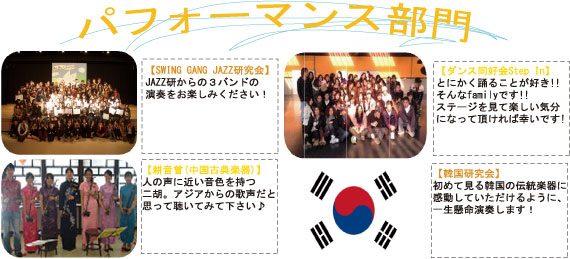 パフォーマンス部門
【SWING GANG JAZZ研究会】
JAZZ研からの３バンドの
演奏をお楽しみください！
【ダンス同好会Step In】
とにかく踊ることが好き!!
そんなfamilyです!!
ステージを見て楽しい気分
になって頂ければ幸いです!
【耕音會(中国古典楽器)】
人の声に近い音色を持つ
二胡。アジアからの歌声だと
思って聴いてみて下さい♪
【韓国研究会】
初めて見る韓国の伝統楽器に
感動していただけるように、
一生懸命演奏します！